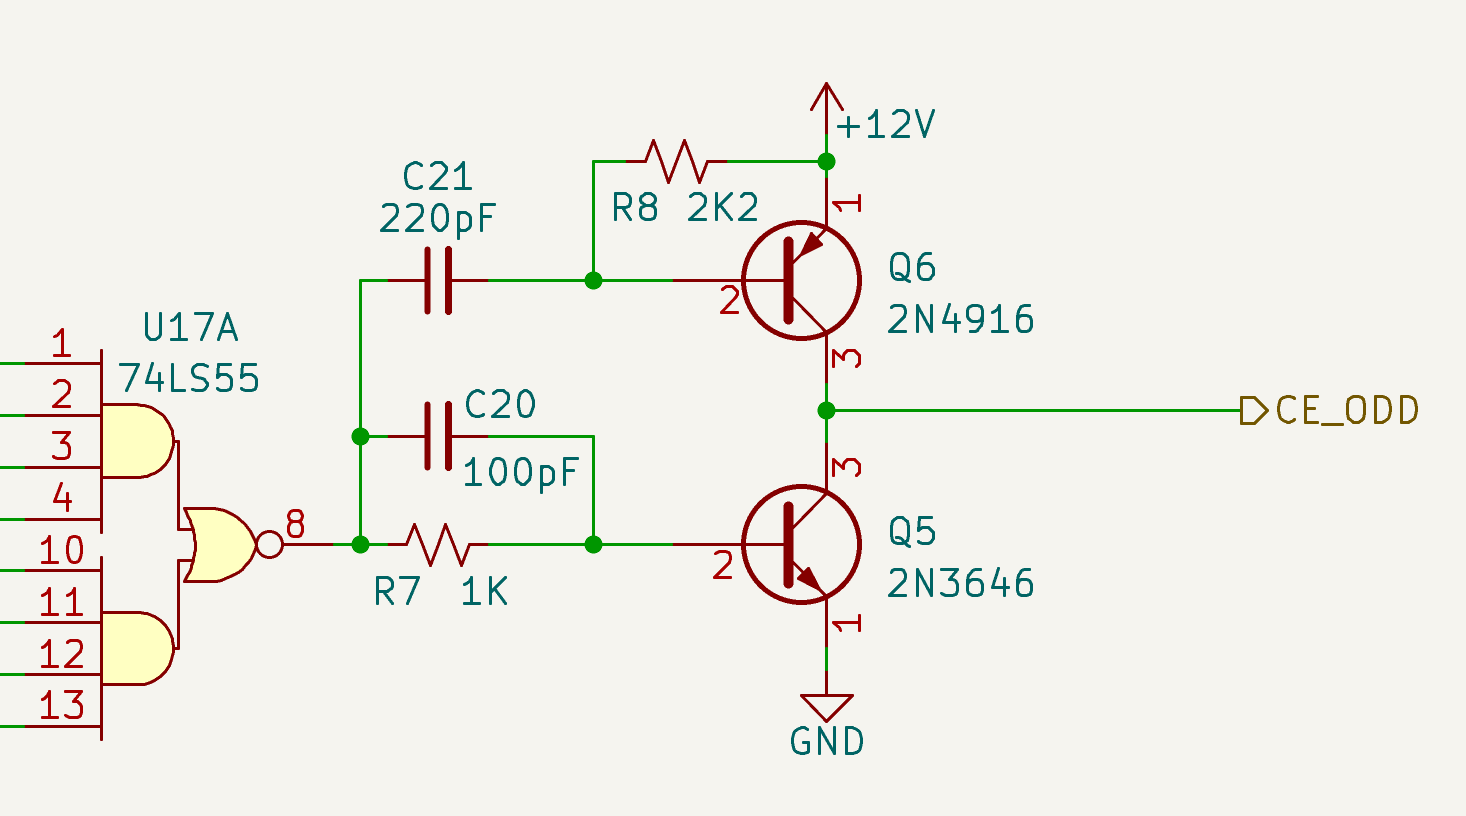 +12V
C21
220pF
R8 2K2
1
Q6
2N4916
2
3
U17A
74LS55
1
2
3
4
10
11
12
13
8
C20
100pF
R7 1K
CE_ODD
3
Q5
2N3646
2
1
GND